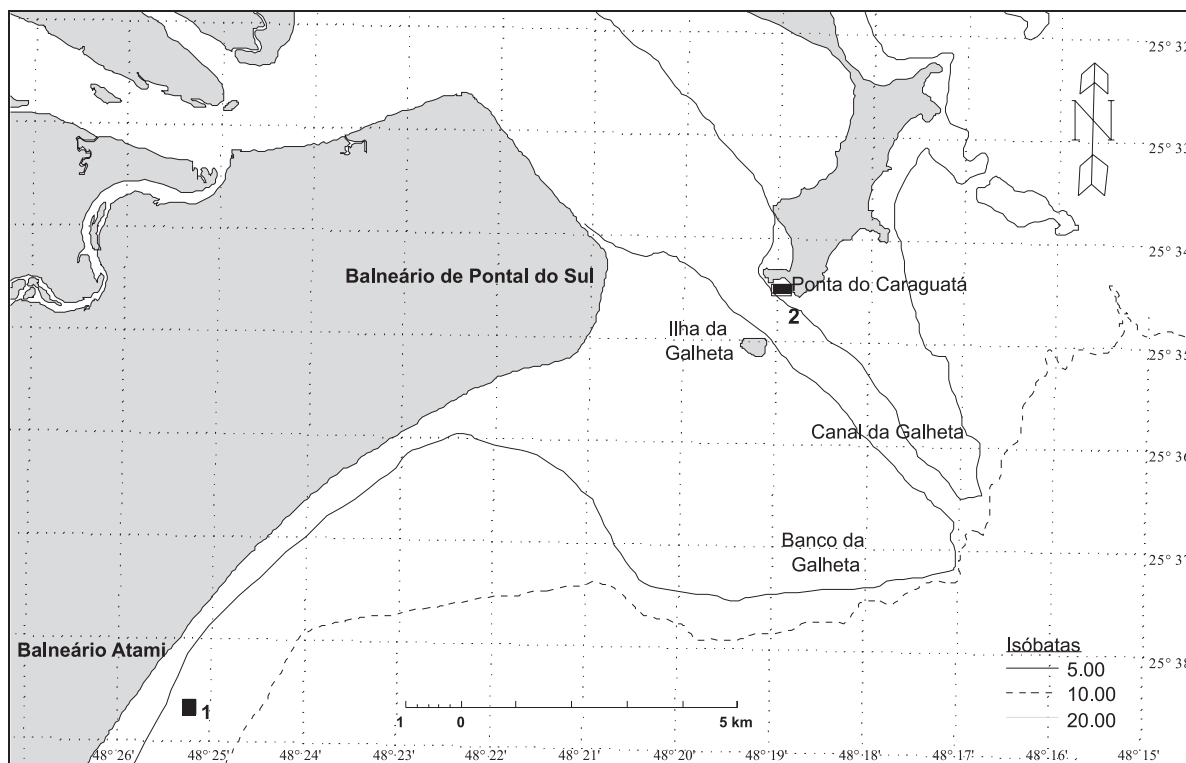 25° 32
N
25° 33
25° 34
Balneário de Pontal do Sul
Ponta do Caraguatá
2
Ilha da
Galheta
25° 35
Canal da Galheta
25° 36
Banco da
Galheta
25° 37
Balneário Atami
Isóbatas
25° 38
5.00
10.00
20.00
1
1 0 5 km
48° 26' 48° 25' 48° 24' 48° 23' 48° 22' 48° 21' 48° 20' 48° 19' 48° 18' 48° 17' 48° 16' 48° 15'